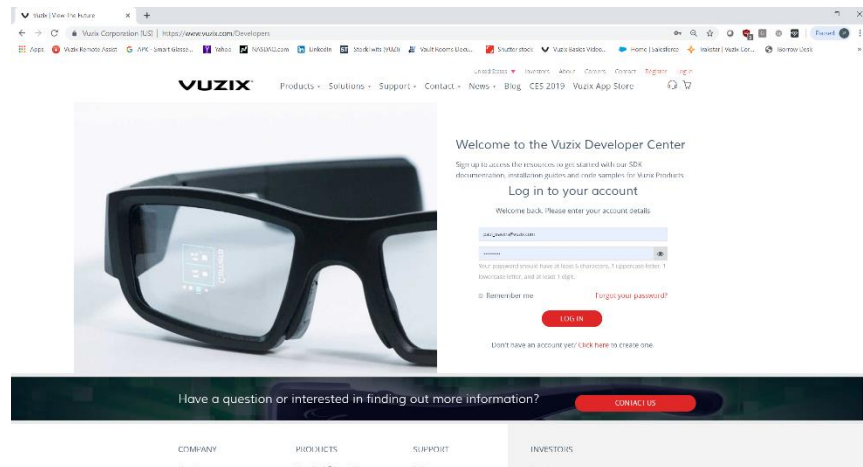 Vuzix | View The Future
Vuzix Corporation [US] | https://www.vuzix.com/Developers
Paused
Apps Vuzix Remote Assist Yahoo NASDAQ.com LinkedIn Shutterstock Vuzix Basics Video... Home | Salesforce
United States Investors About Careers Contact Register Log in
VUZIX
Products Solutions Support Contact News Blog CES 2019 Vuzix App Store
Welcome to the Vuzix Developer Center
Sign up to access the resources to get started with our SDK
documentation, installation guides and code samples for Vuzix Products
Log in to your account
Welcome back. Please enter your account details
Your password should have at least 8 characters, 1 uppercase letter, 1
lowercase letter, and at least 1 digit.
Remember me Forgot your password?
LOG IN
Don't have an account yet? Click here to create one.
Have a question or interested in finding out more information?
CONTACT US
COMPANY PRODUCTS SUPPORT INVESTORS